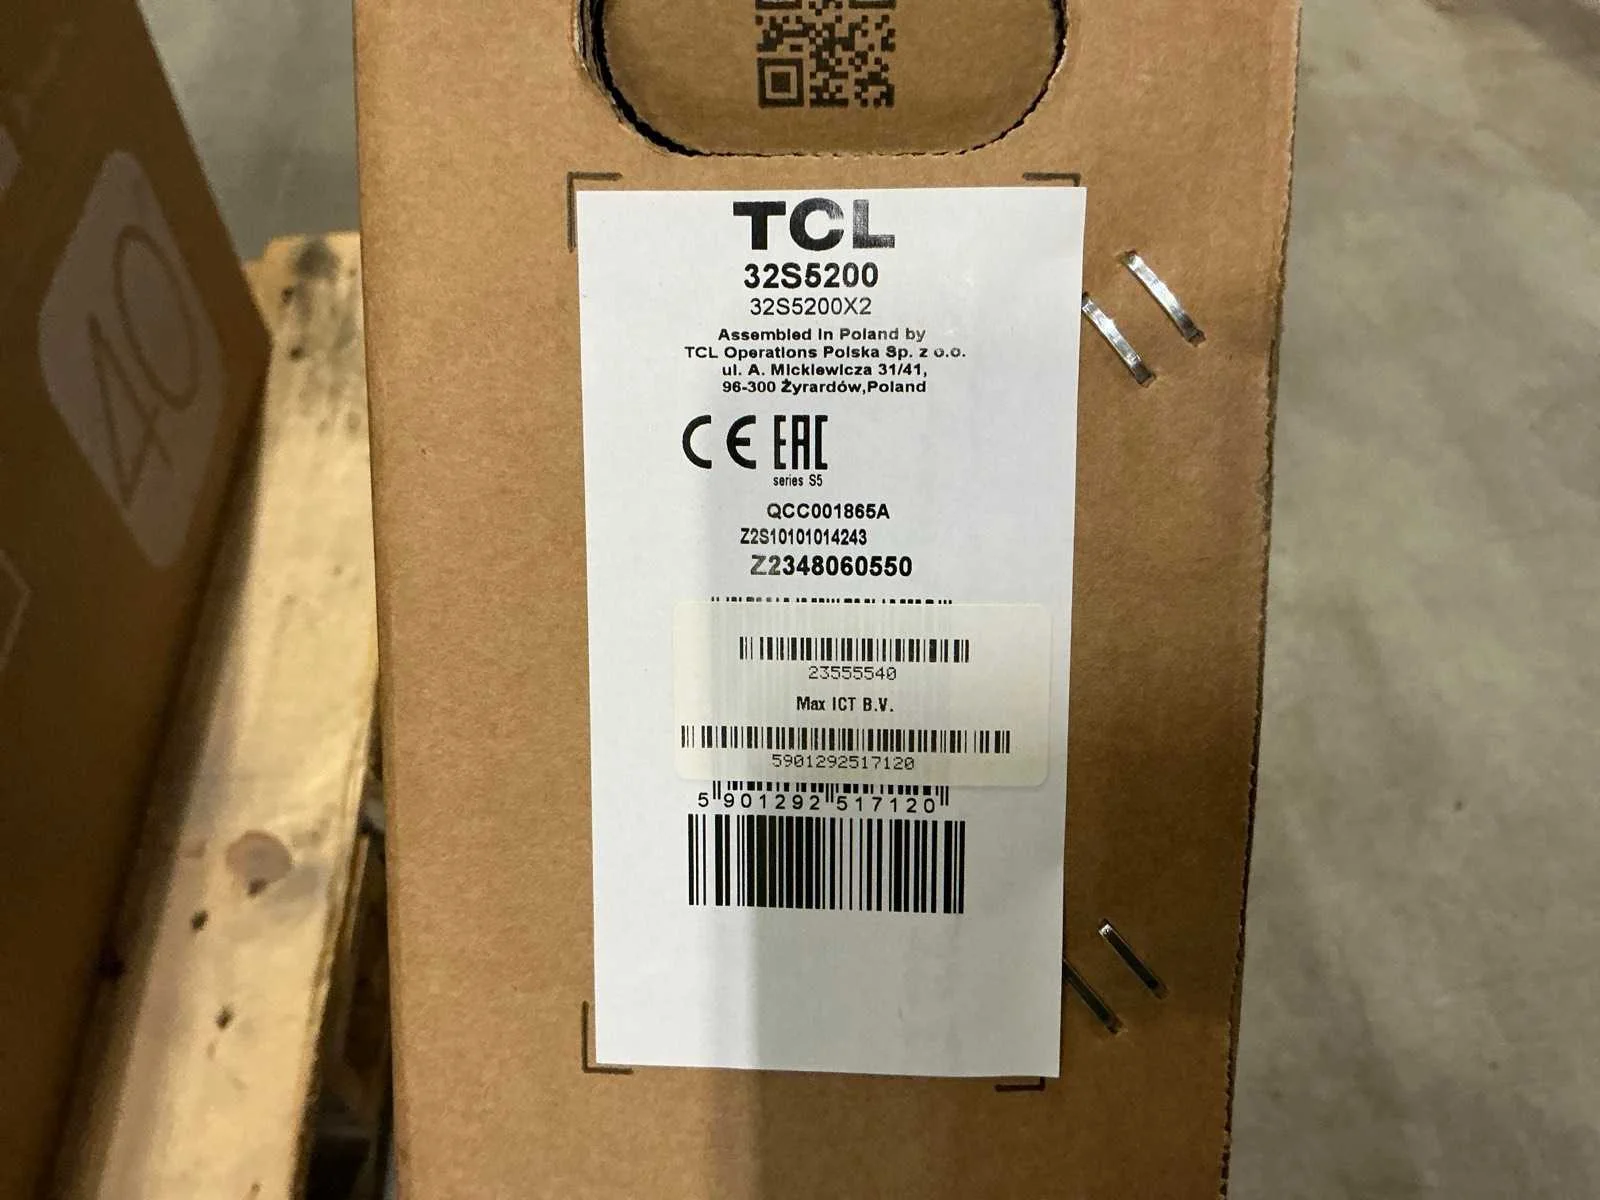 40
TCL
32S5200
32S5200X2
Assembled in Poland by
TCL Operations Polska Sp. z o.o.
ul. A. Mickiewicza 31/41,
96-300 Żyrardów,Poland
CE EAC
series S5
QCC001865A
Z2S10101014243
Z2348060550
23555540
Max ICT B.V.
5901292517120
5 901292 517120